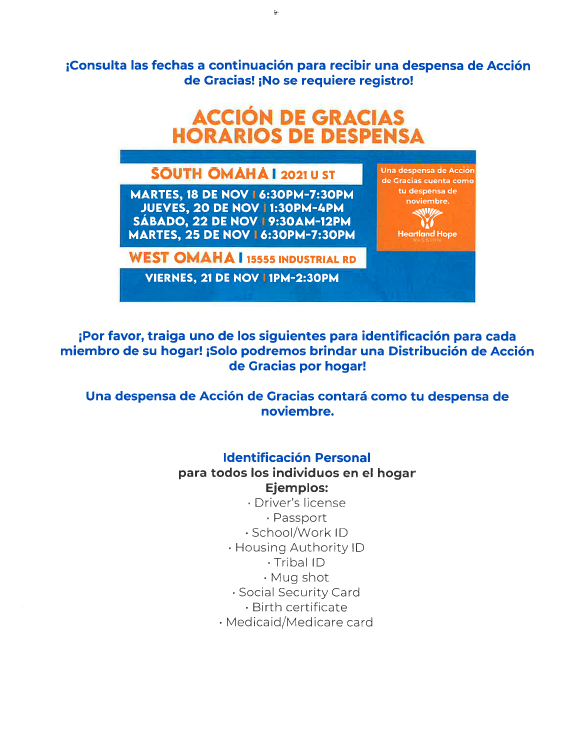 ¡Consulta las fechas a continuación para recibir una despensa de Acción
de Gracias! ¡No se requiere registro!
ACCIÓN DE GRACIAS
HORARIOS DE DESPENSA
SOUTH OMAHA | 2021 U ST
MARTES, 18 DE NOV | 6:30PM-7:30PM
JUEVES, 20 DE NOV | 1:30PM-4PM
SÁBADO, 22 DE NOV | 9:30AM-12PM
MARTES, 25 DE NOV | 6:30PM-7:30PM
WEST OMAHA | 15555 INDUSTRIAL RD
VIERNES, 21 DE NOV | 1PM-2:30PM
Una despensa de Acción
de Gracias cuenta como
tu despensa de
noviembre.
Heartland Hope
MISSION
¡Por favor, traiga uno de los siguientes para identificación para cada
miembro de su hogar! ¡Solo podremos brindar una Distribución de Acción
de Gracias por hogar!
Una despensa de Acción de Gracias contará como tu despensa de
noviembre.
Identificación Personal
para todos los individuos en el hogar
Ejemplos:
• Driver's license
• Passport
• School/Work ID
• Housing Authority ID
• Tribal ID
• Mug shot
• Social Security Card
• Birth certificate
• Medicaid/Medicare card